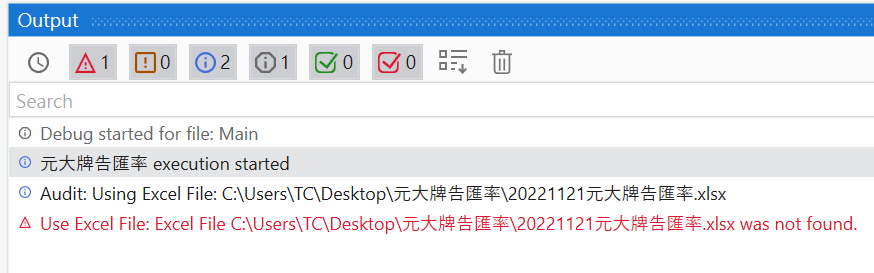 Output
1 0 2 1 0 0
Search
Debug started for file: Main
元大牌告匯率 execution started
Audit: Using Excel File: C:\Users\TC\Desktop\元大牌告匯率\20221121元大牌告匯率.xlsx
Use Excel File: Excel File C:\Users\TC\Desktop\元大牌告匯率\20221121元大牌告匯率.xlsx was not found.